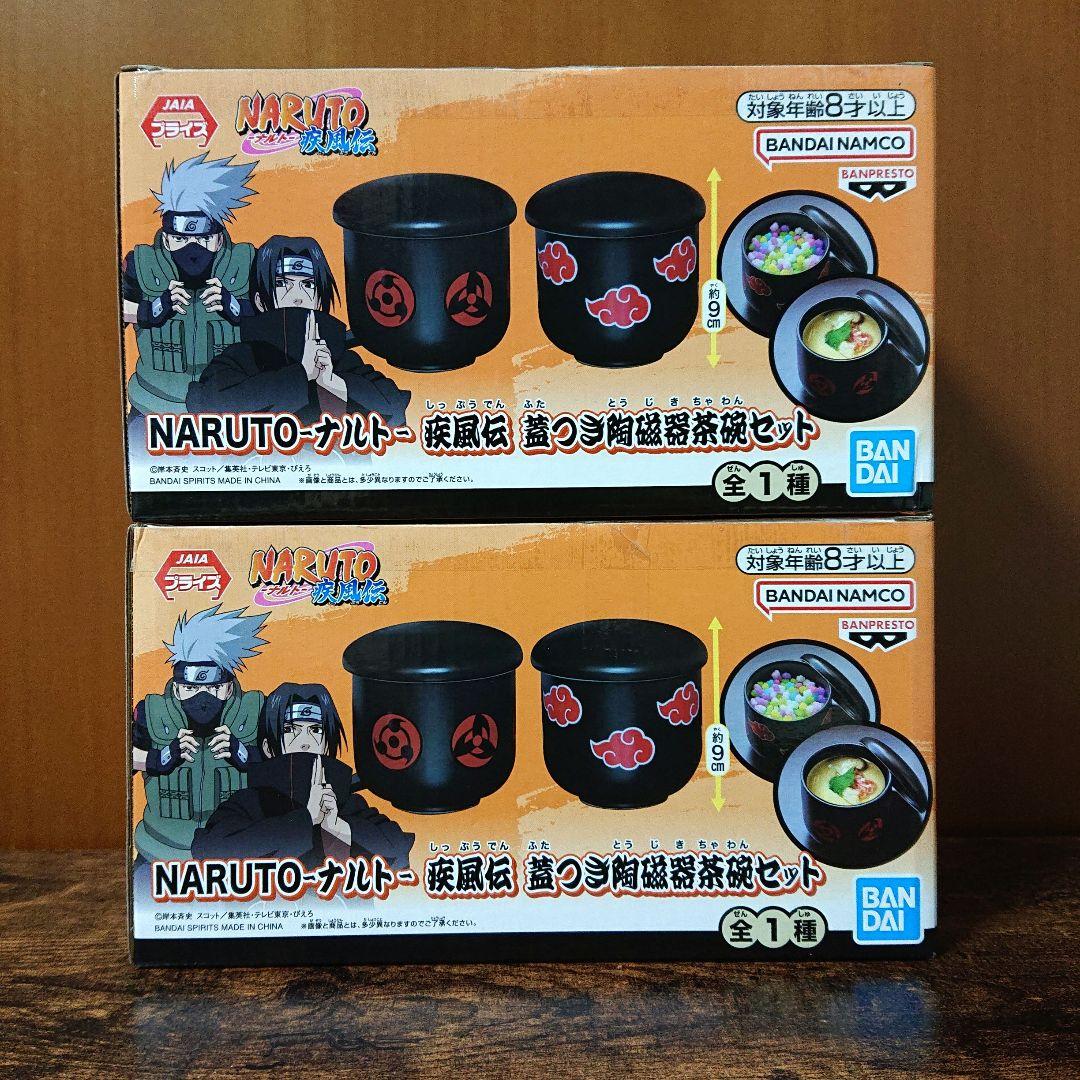 JAIA
プライズ
NARUTO
-ナルト-
疾風伝
たいしょうねんれい さい いじょう
対象年齢8才以上
BANDAI NAMCO
BANPRESTO
やく
約9cm
しっぷうでん ふた とうじきちゃわん
NARUTO-ナルト- 疾風伝 蓋つき陶磁器茶碗セット
©岸本斉史 スコット/集英社・テレビ東京・ぴえろ
BANDAI SPIRITS MADE IN CHINA ※画像と商品とは、多少異なりますのでご了承ください。
ぜん しゅ
全1種
BAN
DAI
JAIA
プライズ
NARUTO
-ナルト-
疾風伝
たいしょうねんれい さい いじょう
対象年齢8才以上
BANDAI NAMCO
BANPRESTO
やく
約9cm
しっぷうでん ふた とうじきちゃわん
NARUTO-ナルト- 疾風伝 蓋つき陶磁器茶碗セット
©岸本斉史 スコット/集英社・テレビ東京・ぴえろ
BANDAI SPIRITS MADE IN CHINA ※画像と商品とは、多少異なりますのでご了承ください。
ぜん しゅ
全1種
BAN
DAI